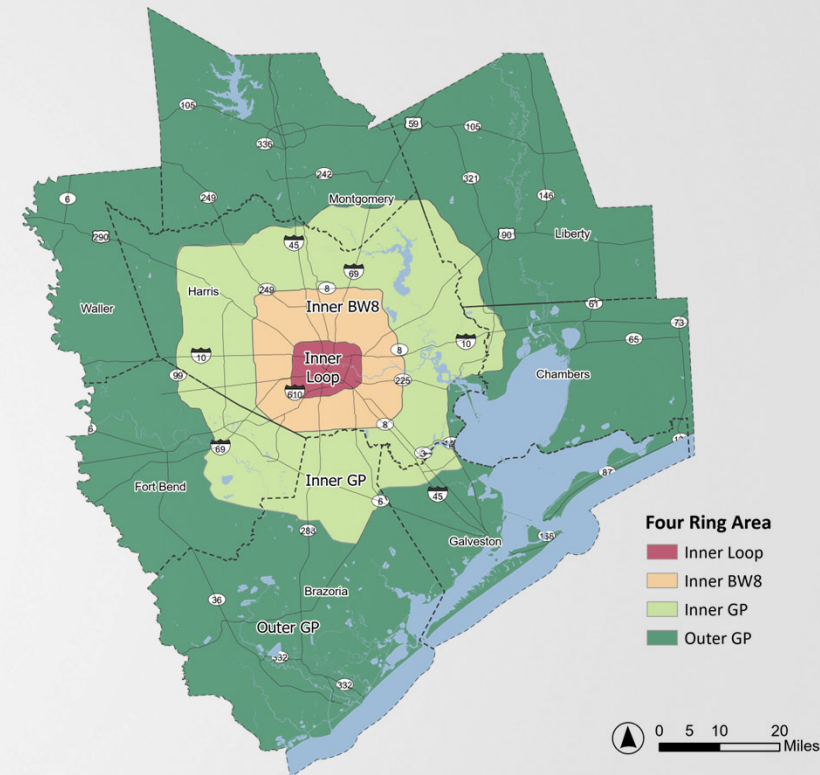 105
59
105
336
242
321
249
Montgomery
146
6
290
90
Liberty
45
69
Harris
249
8
Waller
Inner BW8
61
73
10
8
10
65
Inner
Loop
99
225
Chambers
610
8
6
69
3
Inner GP
87
Fort Bend
6
45
288
Galveston
Brazoria
36
Outer GP
332
332
Four Ring Area
Inner Loop
Inner BW8
Inner GP
Outer GP
0 5 10 20
Miles